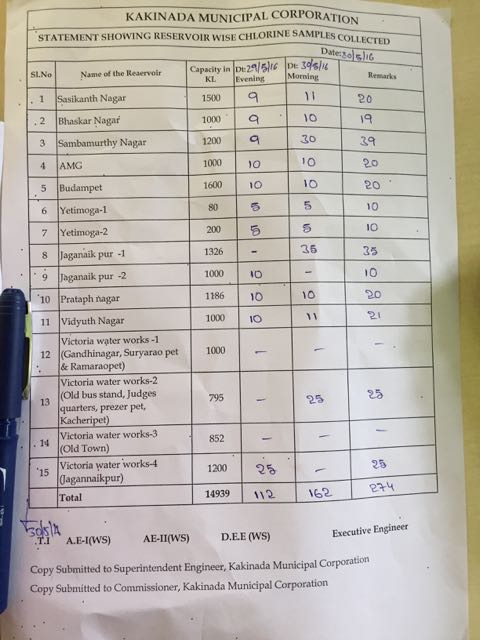 KAKINADA MUNICIPAL CORPORATION
STATEMENT SHOWING RESERVOIR WISE CHLORINE SAMPLES COLLECTED
Date:30/5/16
Sl.No Name of the Reaervoir Capacity in KL Dt:29/5/16 Evening Dt: 30/5/16 Morning Remarks
1 Sasikanth Nagar 1500 9 11 20
2 Bhaskar Nagar 1000 9 10 19
3 Sambamurthy Nagar 1200 9 30 39
4 AMG 1000 10 10 20
5 Budampet 1600 10 10 20
6 Yetimoga-1 80 5 5 10
7 Yetimoga-2 200 5 5 10
8 Jaganaik pur -1 1326 - 35 35
9 Jaganaik pur -2 1000 10 - 10
10 Prataph nagar 1186 10 10 20
11 Vidyuth Nagar 1000 10 11 21
12 Victoria water works -1
(Gandhinagar, Suryarao pet
& Ramaraopet) 1000 - - -
13 Victoria water works-2
(Old bus stand, Judges
quarters, prezer pet,
Kacheripet) 795 - 25 25
14 Victoria water works-3
(Old Town) 852 - - -
15 Victoria water works-4
(Jagannaikpur) 1200 25 - 25
Total 14939 112 162 274
30/5/16
T.I A.E-I(WS) AE-II(WS) D.E.E (WS) Executive Engineer
Copy Submitted to Superintendent Engineer, Kakinada Municipal Corporation
Copy Submitted to Commissioner, Kakinada Municipal Corporation